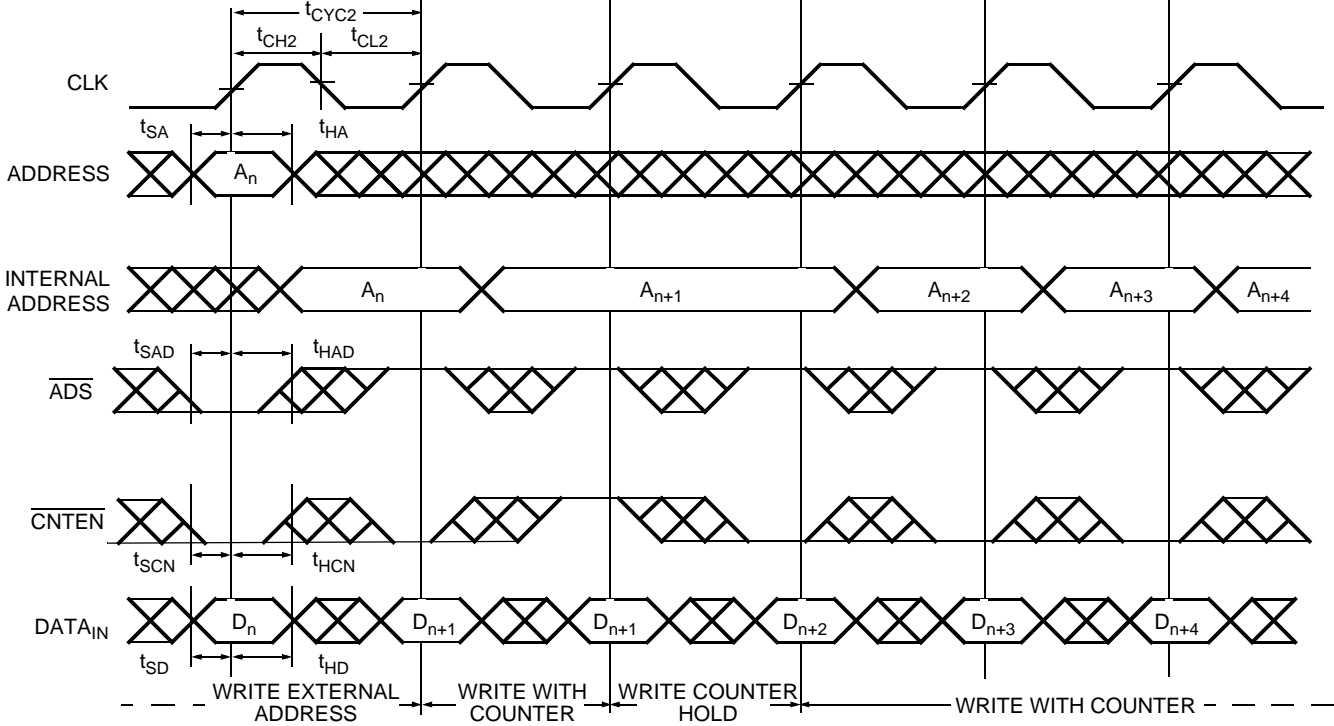 tCYC2
tCH2 tCL2
CLK
tSA tHA
ADDRESS An
INTERNAL
ADDRESS
An An+1 An+2 An+3 An+4
tSAD tHAD
ADS
CNTEN
tSCN tHCN
DATAIN Dn Dn+1 Dn+1 Dn+2 Dn+3 Dn+4
tSD tHD
WRITE EXTERNAL
ADDRESS
WRITE WITH
COUNTER
WRITE COUNTER
HOLD
WRITE WITH COUNTER